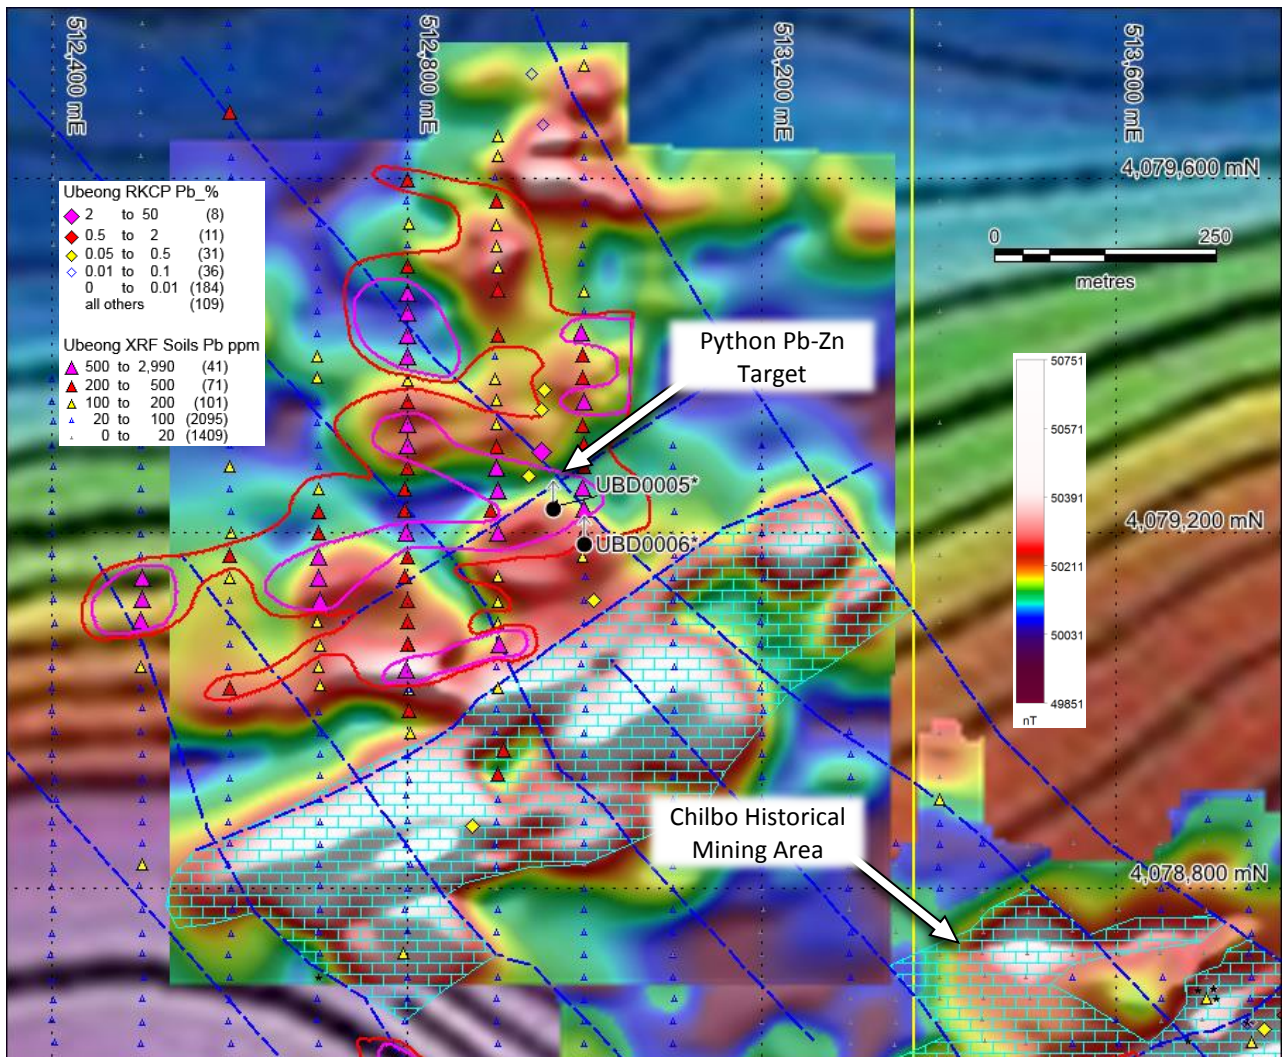 512,400 mE
512,800 mE
513,200 mE
513,600 mE
4,079,600 mN
Ubeong RKCP Pb_%
2 to 50 (8)
0.5 to 2 (11)
0.05 to 0.5 (31)
0.01 to 0.1 (36)
0 to 0.01 (184)
all others (109)
0 250
metres
Ubeong XRF Soils Pb ppm
500 to 2,990 (41)
200 to 500 (71)
100 to 200 (101)
20 to 100 (2095)
0 to 20 (1409)
Python Pb-Zn
Target
50751
50571
50391
50211
50031
49851
nT
UBD0005*
UBD0006*
4,079,200 mN
Chilbo Historical
Mining Area
4,078,800 mN